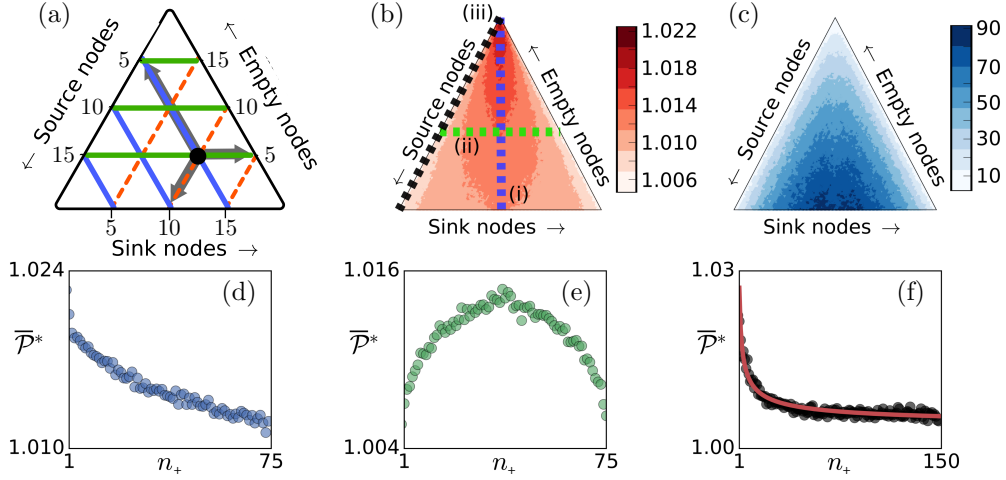 (a)
← Source nodes
← Empty nodes
5
15
10
10
15
5
5
10
15
Sink nodes →
(b)
(iii)
← Source nodes
← Empty nodes
(ii)
(i)
Sink nodes →
1.022
1.018
1.014
1.010
1.006
(c)
← Source nodes
← Empty nodes
Sink nodes →
90
70
50
30
10
(d)
1.024
P̅*
1.010
1
n₊
75
(e)
1.016
P̅*
1.004
1
n₊
75
(f)
1.03
P̅*
1.00
1
n₊
150